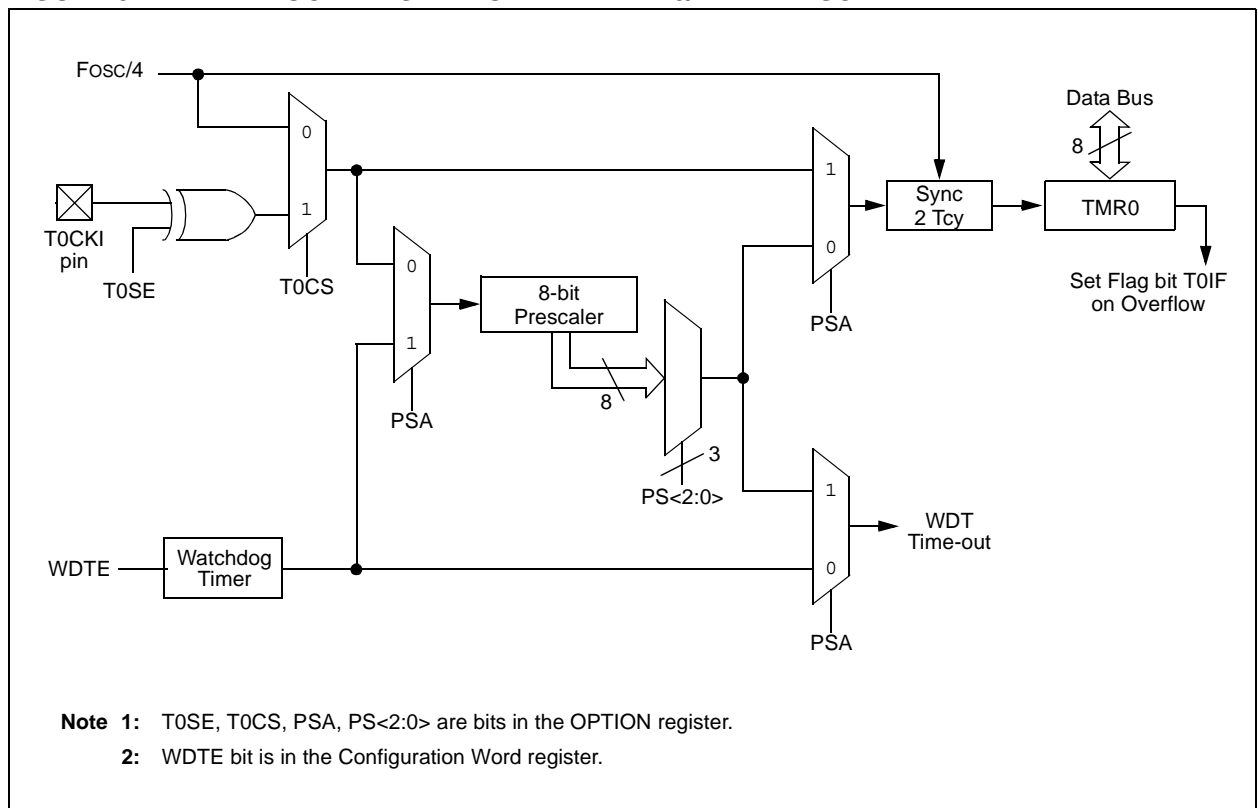 FOSC/4
Data Bus
8
0
1
T0CKI
pin
T0SE
T0CS
0
1
PSA
8-bit
Prescaler
8
3
PS<2:0>
1
0
PSA
Sync
2 Tcy
TMR0
Set Flag bit T0IF
on Overflow
WDTE
Watchdog
Timer
1
0
PSA
WDT
Time-out
Note 1: T0SE, T0CS, PSA, PS<2:0> are bits in the OPTION register.
2: WDTE bit is in the Configuration Word register.